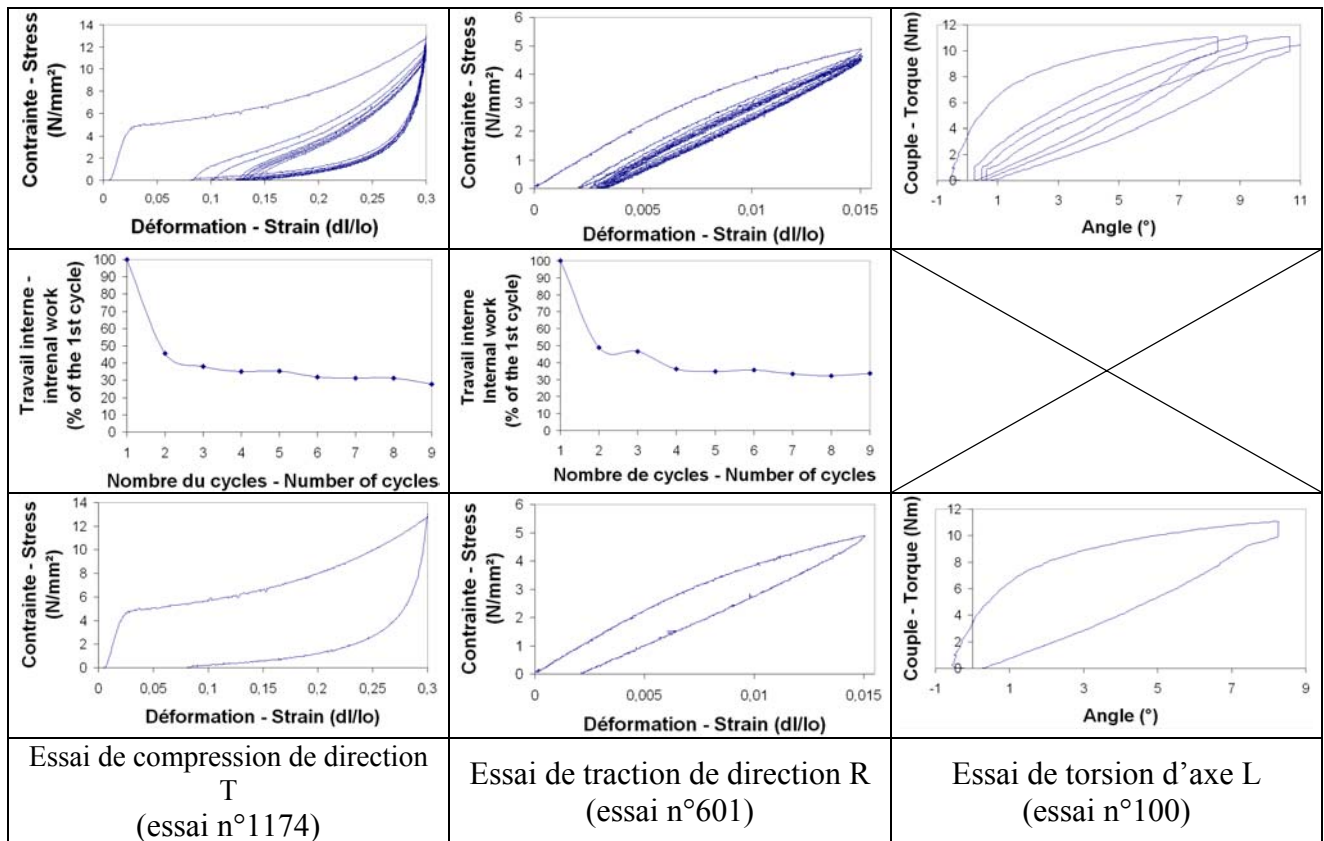 Contrainte - Stress
(N/mm²)
14
12
10
8
6
4
2
0
0 0,05 0,1 0,15 0,2 0,25 0,3
Déformation - Strain (dl/lo)
Contrainte - Stress
(N/mm²)
6
5
4
3
2
1
0
0 0,005 0,01 0,015
Déformation - Strain (dl/lo)
Couple - Torque (Nm)
12
10
8
6
4
2
0
-1 1 3 5 7 9 11
Angle (°)
Travail interne -
intrenal work
(% of the 1st cycle)
100
90
80
70
60
50
40
30
20
10
0
1 2 3 4 5 6 7 8 9
Nombre du cycles - Number of cycles
Travail interne
Internal work
(% of the 1st cycle)
100
90
80
70
60
50
40
30
20
10
0
1 2 3 4 5 6 7 8 9
Nombre de cycles - Number of cycles
Contrainte - Stress
(N/mm²)
14
12
10
8
6
4
2
0
0 0,05 0,1 0,15 0,2 0,25 0,3
Déformation - Strain (dl/lo)
Contrainte - Stress
(N/mm²)
6
5
4
3
2
1
0
0 0,005 0,01 0,015
Déformation - Strain (dl/lo)
Couple - Torque (Nm)
12
10
8
6
4
2
0
-1 1 3 5 7 9
Angle (°)
Essai de compression de direction
T
(essai n°1174)
Essai de traction de direction R
(essai n°601)
Essai de torsion d'axe L
(essai n°100)